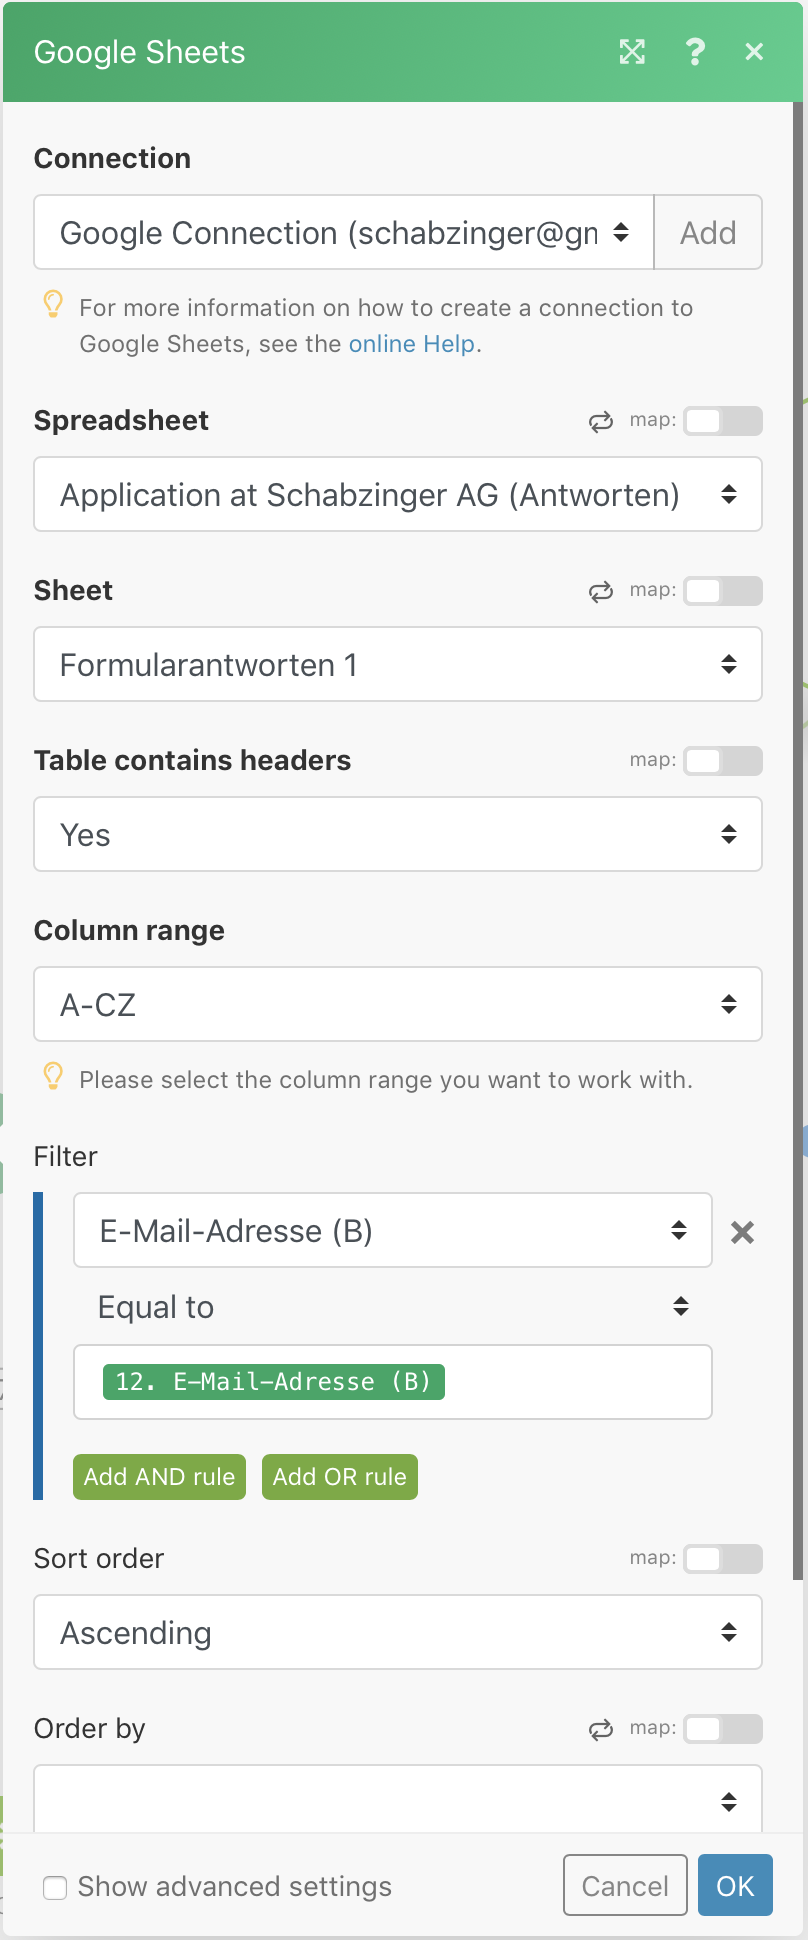 Google Sheets
Connection
Google Connection (schabzinger@gm
Add
For more information on how to create a connection to
Google Sheets, see the online Help.
Spreadsheet map:
Application at Schabzinger AG (Antworten)
Sheet map:
Formularantworten 1
Table contains headers map:
Yes
Column range
A-CZ
Please select the column range you want to work with.
Filter
E-Mail-Adresse (B)
Equal to
12. E-Mail-Adresse (B)
Add AND rule Add OR rule
Sort order map:
Ascending
Order by map:
Show advanced settings Cancel OK